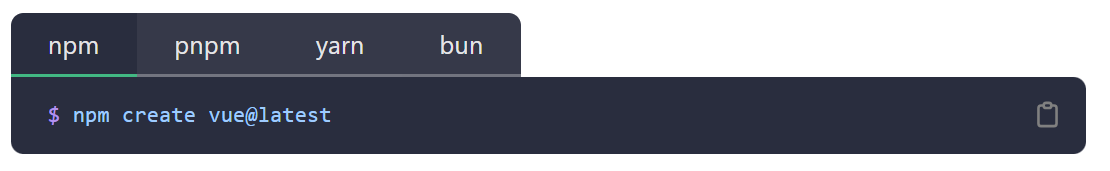 npm pnpm yarn bun
$ npm create vue@latest